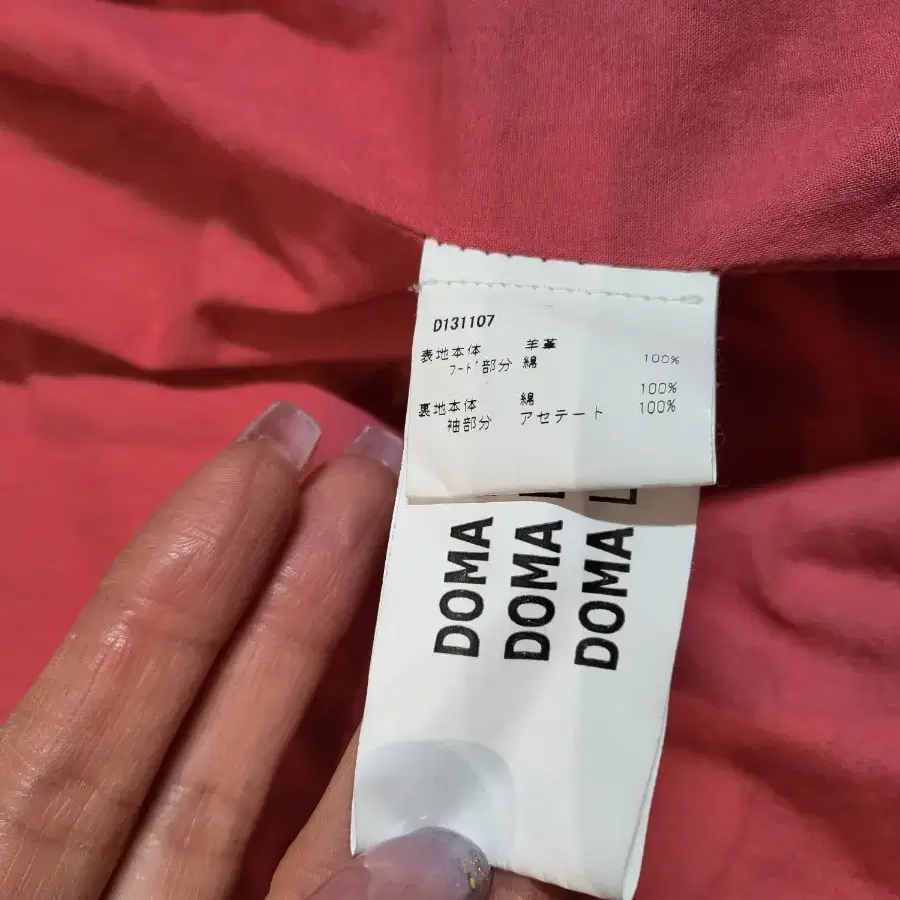 D131107
表地本体 羊革 100%
フード部分 綿 100%
裏地本体 綿 100%
袖部分 アセテート 100%
DOMA
DOMA
DOMA